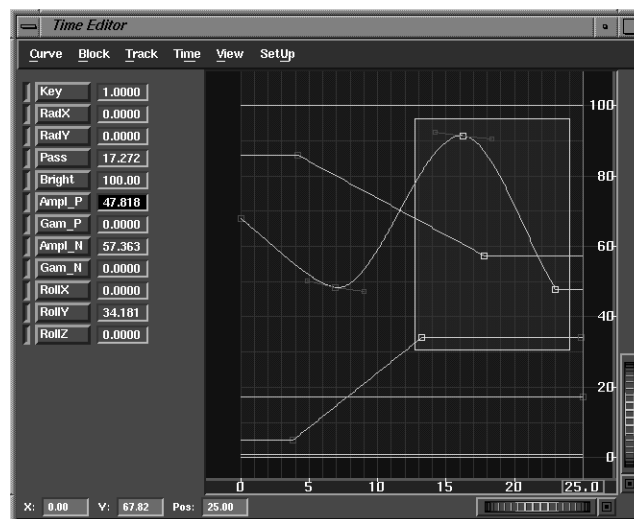 Time Editor
Curve Block Track Time View SetUp
Key 1.0000
RadX 0.0000
RadY 0.0000
Pass 17.272
Bright 100.00
Ampl_P 47.818
Gam_P 0.0000
Ampl_N 57.363
Gam_N 0.0000
RollX 0.0000
RollY 34.181
RollZ 0.0000
100
80
60
40
20
0
0 5 10 15 20 25.0
X: 0.00 V: 67.82 Pos: 25.00